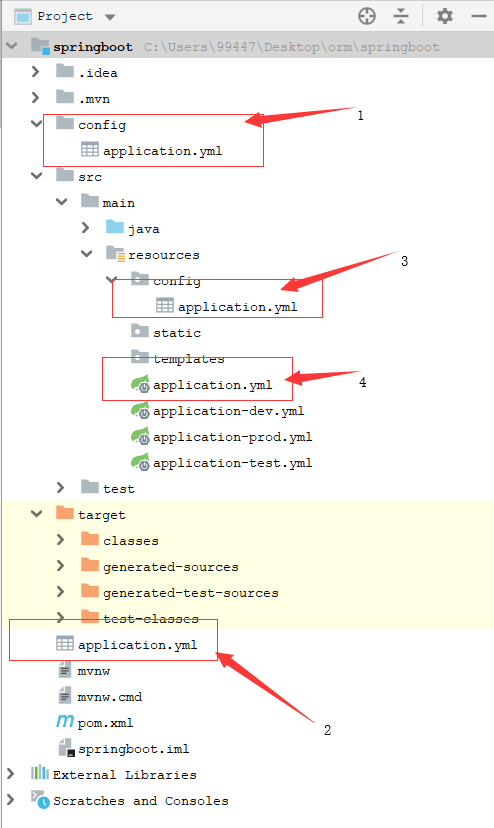 Project
springboot C:\Users\99447\Desktop\orm\springboot
.idea
.mvn
config
1
application.yml
src
main
java
resources
3
config
application.yml
static
templates
4
application.yml
application-dev.yml
application-prod.yml
application-test.yml
test
target
classes
generated-sources
generated-test-sources
test-classes
application.yml
mvnw
mvnw.cmd
2
pom.xml
springboot.iml
External Libraries
Scratches and Consoles